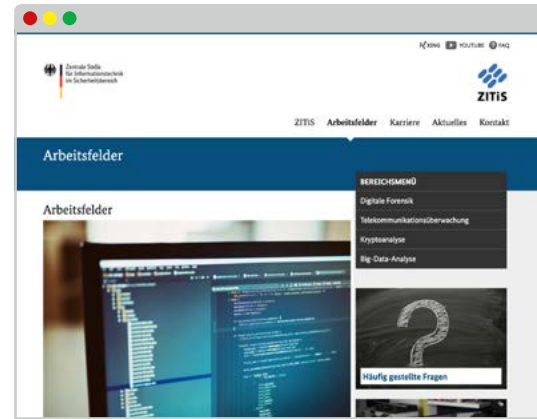 XING YOUTUBE FAQ
Zentrale Stelle
für Informationstechnik
im Sicherheitsbereich
ZITiS
ZITiS Arbeitsfelder Karriere Aktuelles Kontakt
Arbeitsfelder
BEREICHSMENÜ
Digitale Forensik
Telekommunikationsüberwachung
Kryptoanalyse
Big-Data-Analyse
Arbeitsfelder
?
Häufig gestellte Fragen